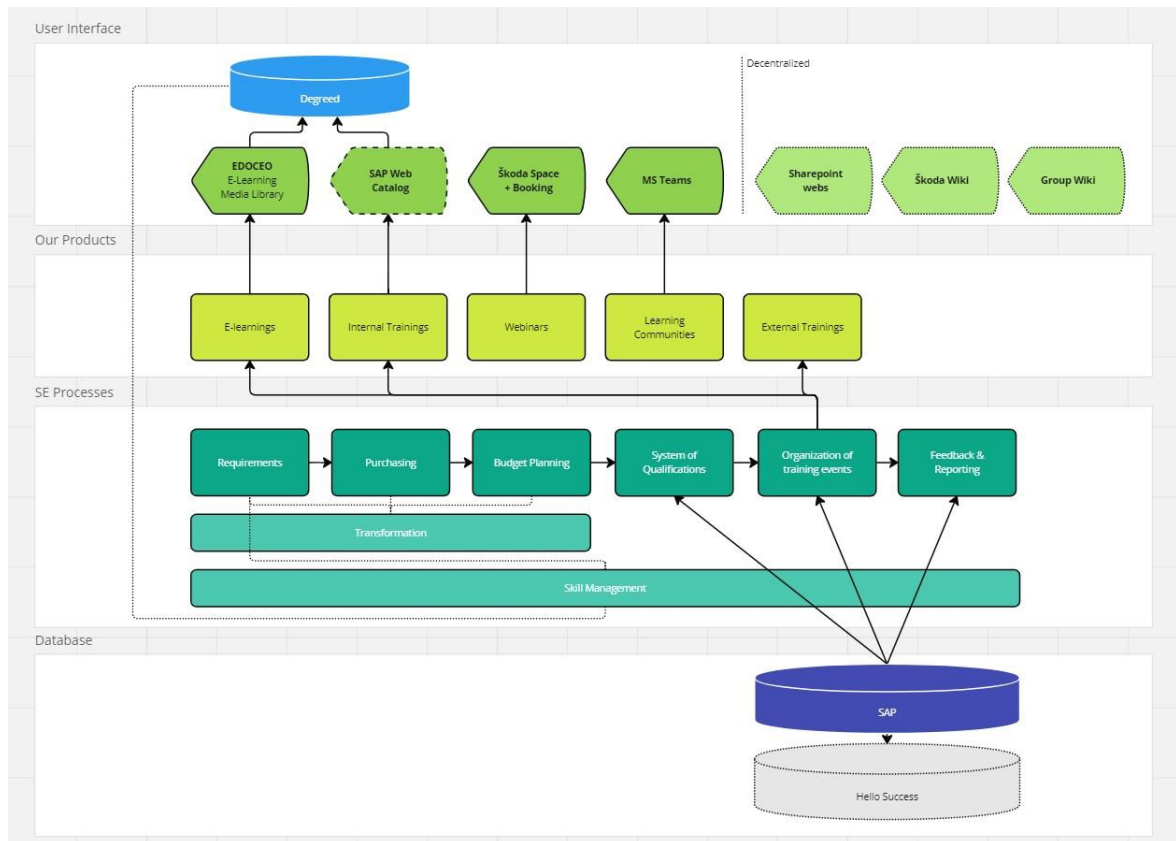 User Interface
Decentralized
Degreed
EDOCEO
E-Learning
Media Library
SAP Web
Catalog
Škoda Space
+ Booking
MS Teams
Sharepoint
webs
Škoda Wiki
Group Wiki
Our Products
E-learnings
Internal Trainings
Webinars
Learning
Communities
External Trainings
SE Processes
Requirements
Purchasing
Budget Planning
System of
Qualifications
Organization of
training events
Feedback &
Reporting
Transformation
Skill Management
Database
SAP
Hello Success